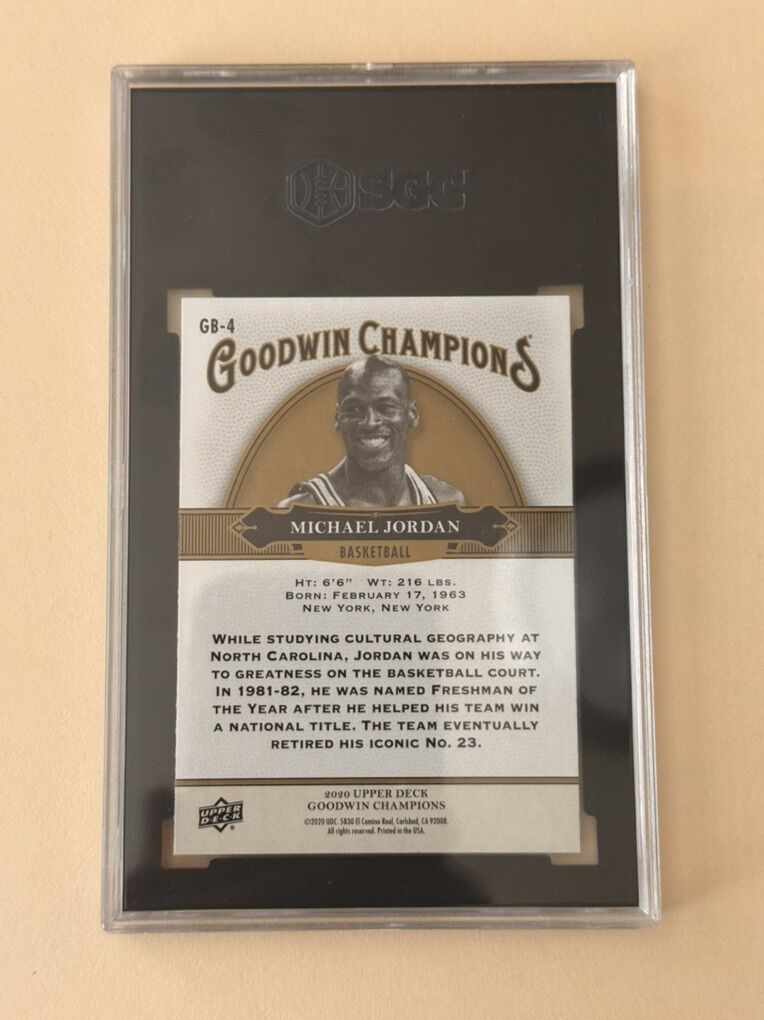 SGC
GB-4
GOODWIN CHAMPIONS
MICHAEL JORDAN
BASKETBALL
HT: 6'6" WT: 216 LBS.
BORN: FEBRUARY 17, 1963
NEW YORK, NEW YORK
WHILE STUDYING CULTURAL GEOGRAPHY AT
NORTH CAROLINA, JORDAN WAS ON HIS WAY
TO GREATNESS ON THE BASKETBALL COURT.
IN 1981-82, HE WAS NAMED FRESHMAN OF
THE YEAR AFTER HE HELPED HIS TEAM WIN
A NATIONAL TITLE. THE TEAM EVENTUALLY
RETIRED HIS ICONIC NO. 23.
2020 UPPER DECK
GOODWIN CHAMPIONS
UPPER
D·E·C·K
©2020 UDC. 5830 El Camino Real, Carlsbad, CA 92008.
All rights reserved. Printed in the USA.